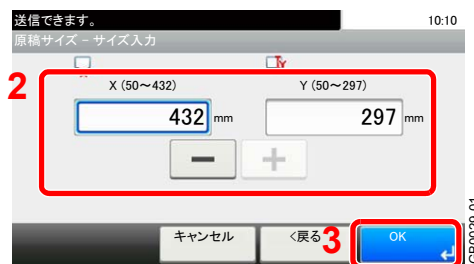 送信できます。 10:10
原稿サイズ - サイズ入力
2
X (50～432) Y (50～297)
432 mm 297 mm
キャンセル <戻る 3 OK